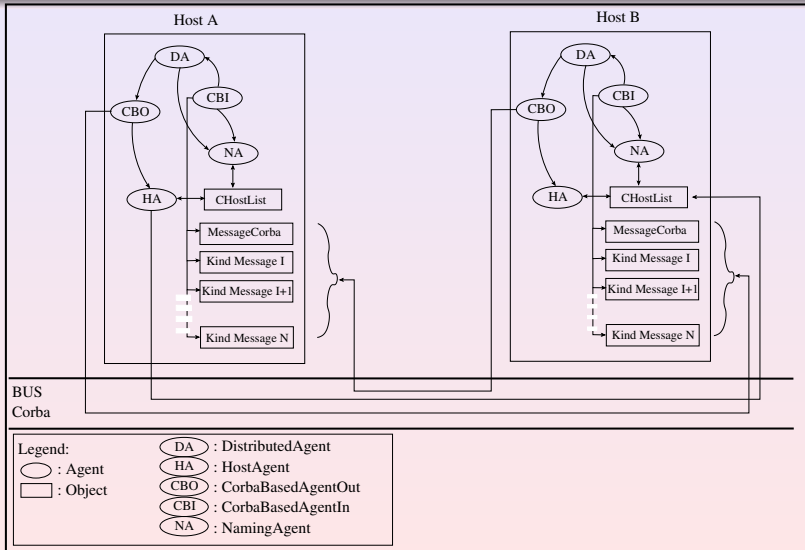 Host A
DA
CBI
CBO
NA
HA
CHostList
MessageCorba
Kind Message I
Kind Message I+1
Kind Message N
Host B
DA
CBI
CBO
NA
HA
CHostList
MessageCorba
Kind Message I
Kind Message I+1
Kind Message N
BUS
Corba
Legend:
: Agent
: Object
DA : DistributedAgent
HA : HostAgent
CBO : CorbaBasedAgentOut
CBI : CorbaBasedAgentIn
NA : NamingAgent